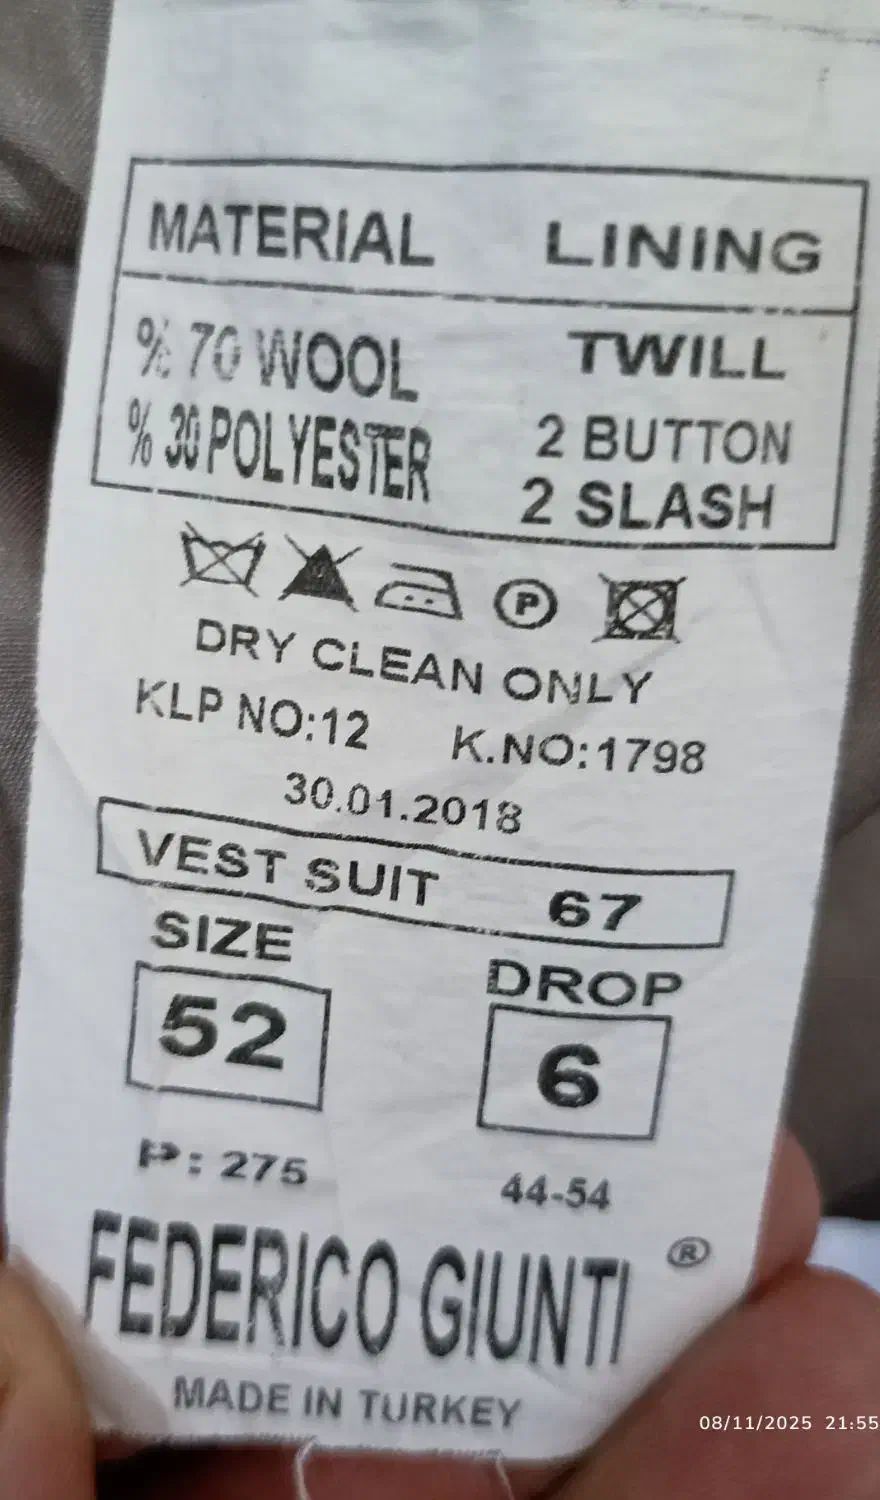 MATERIAL LINING
% 70 WOOL TWILL
% 30 POLYESTER 2 BUTTON
2 SLASH
P
DRY CLEAN ONLY
KLP NO:12 K.NO:1798
30.01.2018
VEST SUIT 67
SIZE DROP
52 6
P: 275 44-54
FEDERICO GIUNTI ®
MADE IN TURKEY
08/11/2025 21:55